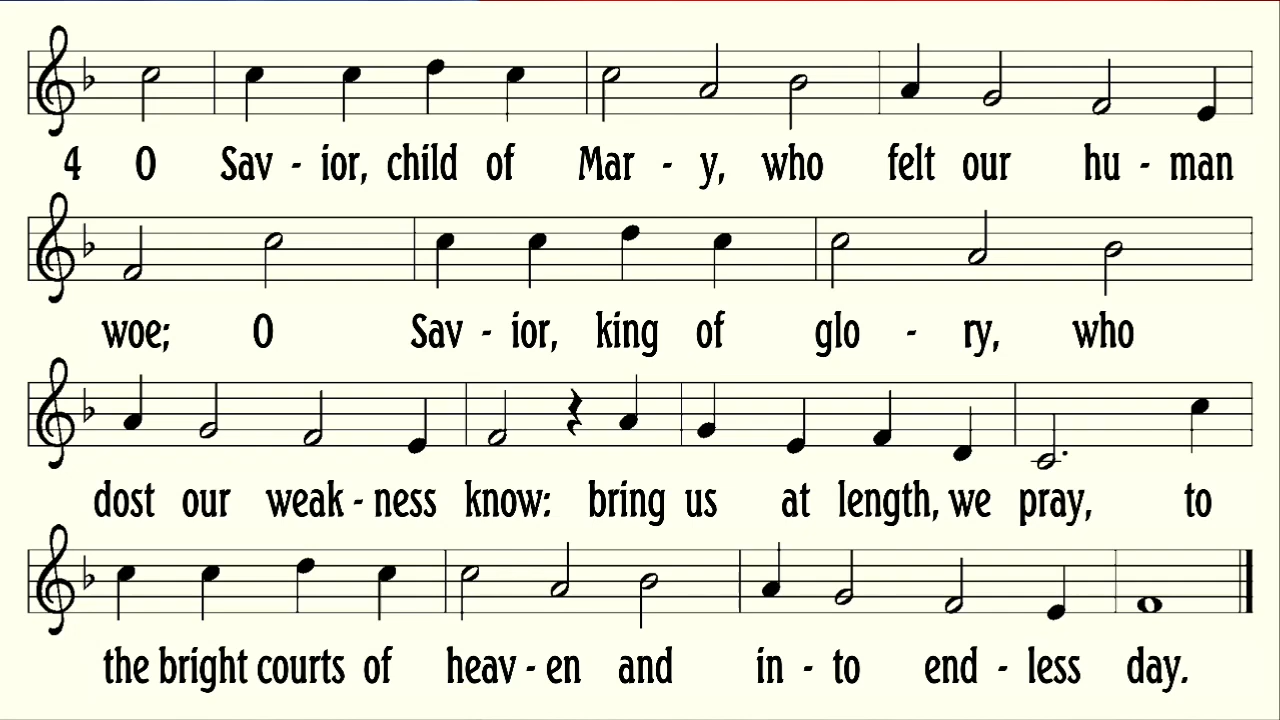 4 O Sav - ior, child of Mar - y, who felt our hu - man
woe; O Sav - ior, king of glo - ry, who
dost our weak - ness know: bring us at length, we pray, to
the bright courts of heav - en and in - to end - less day.